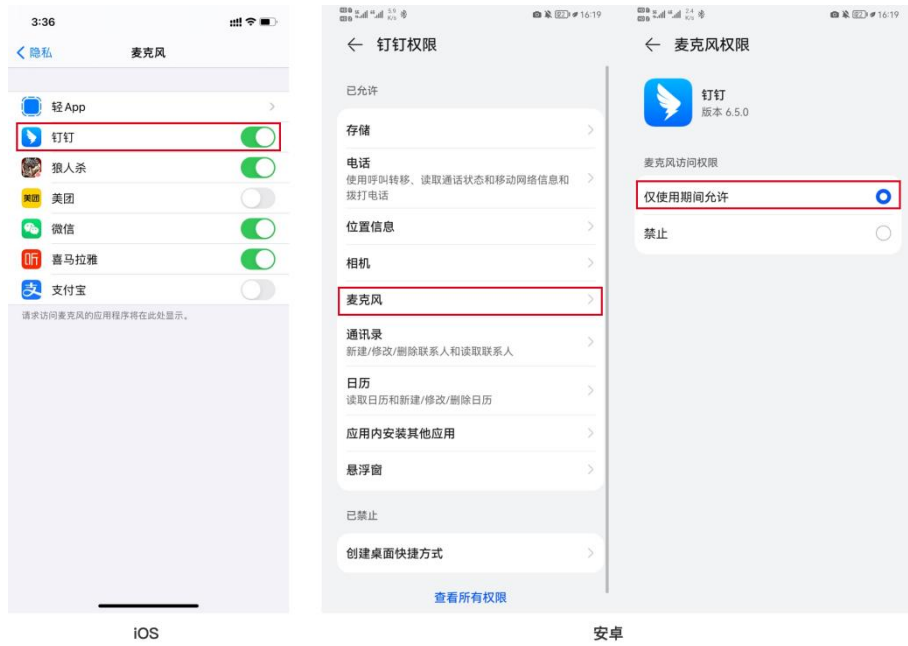 3:36
隐私
麦克风
轻App
钉钉
狼人杀
美团
美团
微信
听
喜马拉雅
支
支付宝
请求访问麦克风的应用程序将在此处显示。
iOS
16:19
钉钉权限
已允许
存储
电话
使用呼叫转移、读取通话状态和移动网络信息和
拨打电话
位置信息
相机
麦克风
通讯录
新建/修改/删除联系人和读取联系人
日历
读取日历和新建/修改/删除日历
应用内安装其他应用
悬浮窗
已禁止
创建桌面快捷方式
查看所有权限
16:19
麦克风权限
钉钉
版本 6.5.0
麦克风访问权限
仅使用期间允许
禁止
安卓